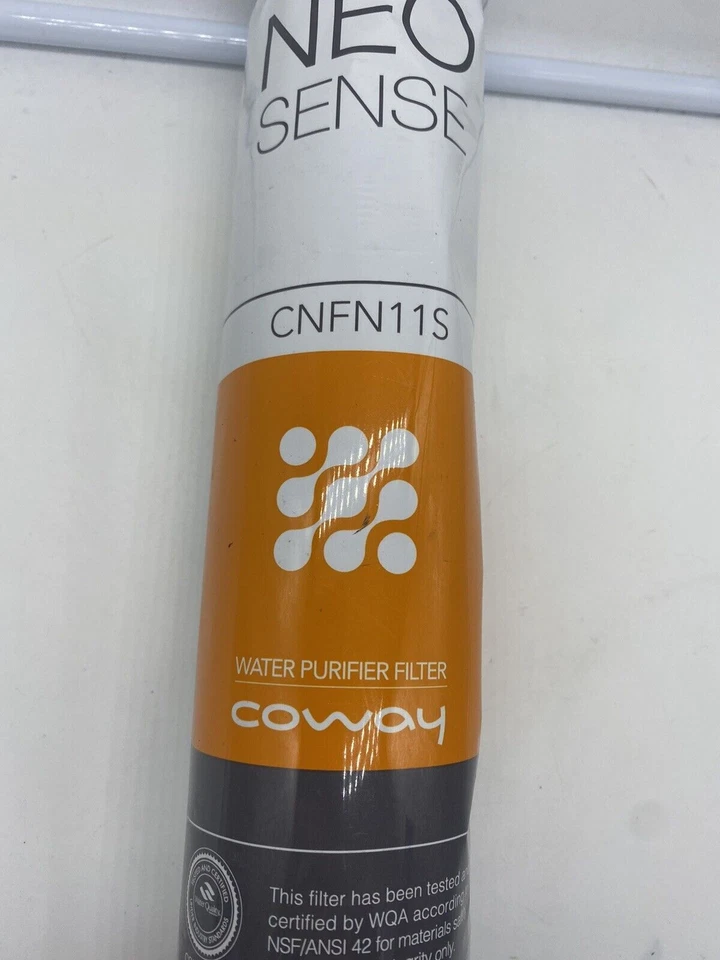 NEO
SENSE
CNFN11S
WATER PURIFIER FILTER
coway
This filter has been tested
certified by WQA according
NSF/ANSI 42 for materials
only.